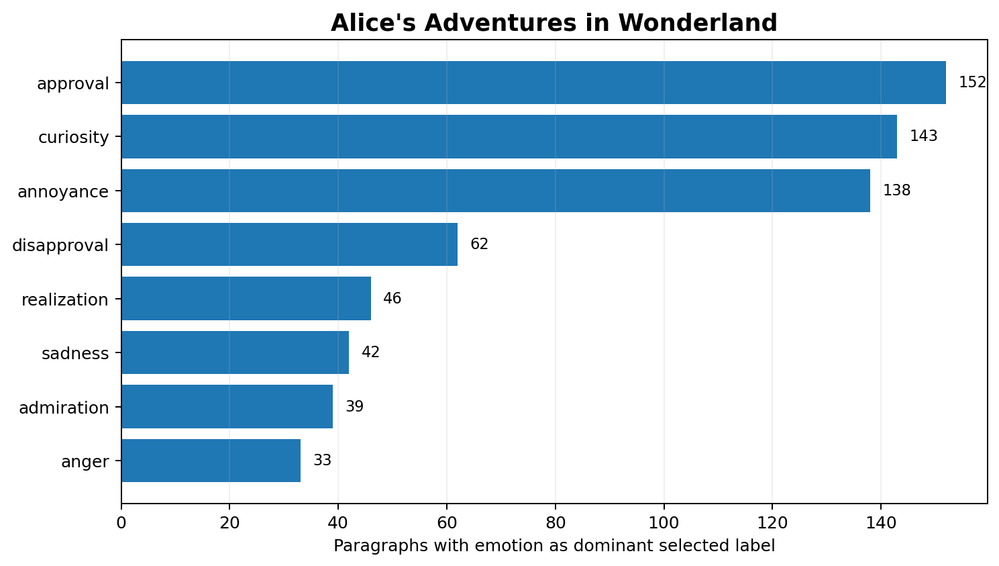 Alice's Adventures in Wonderland
approval 152
curiosity 143
annoyance 138
disapproval 62
realization 46
sadness 42
admiration 39
anger 33
0 20 40 60 80 100 120 140
Paragraphs with emotion as dominant selected label